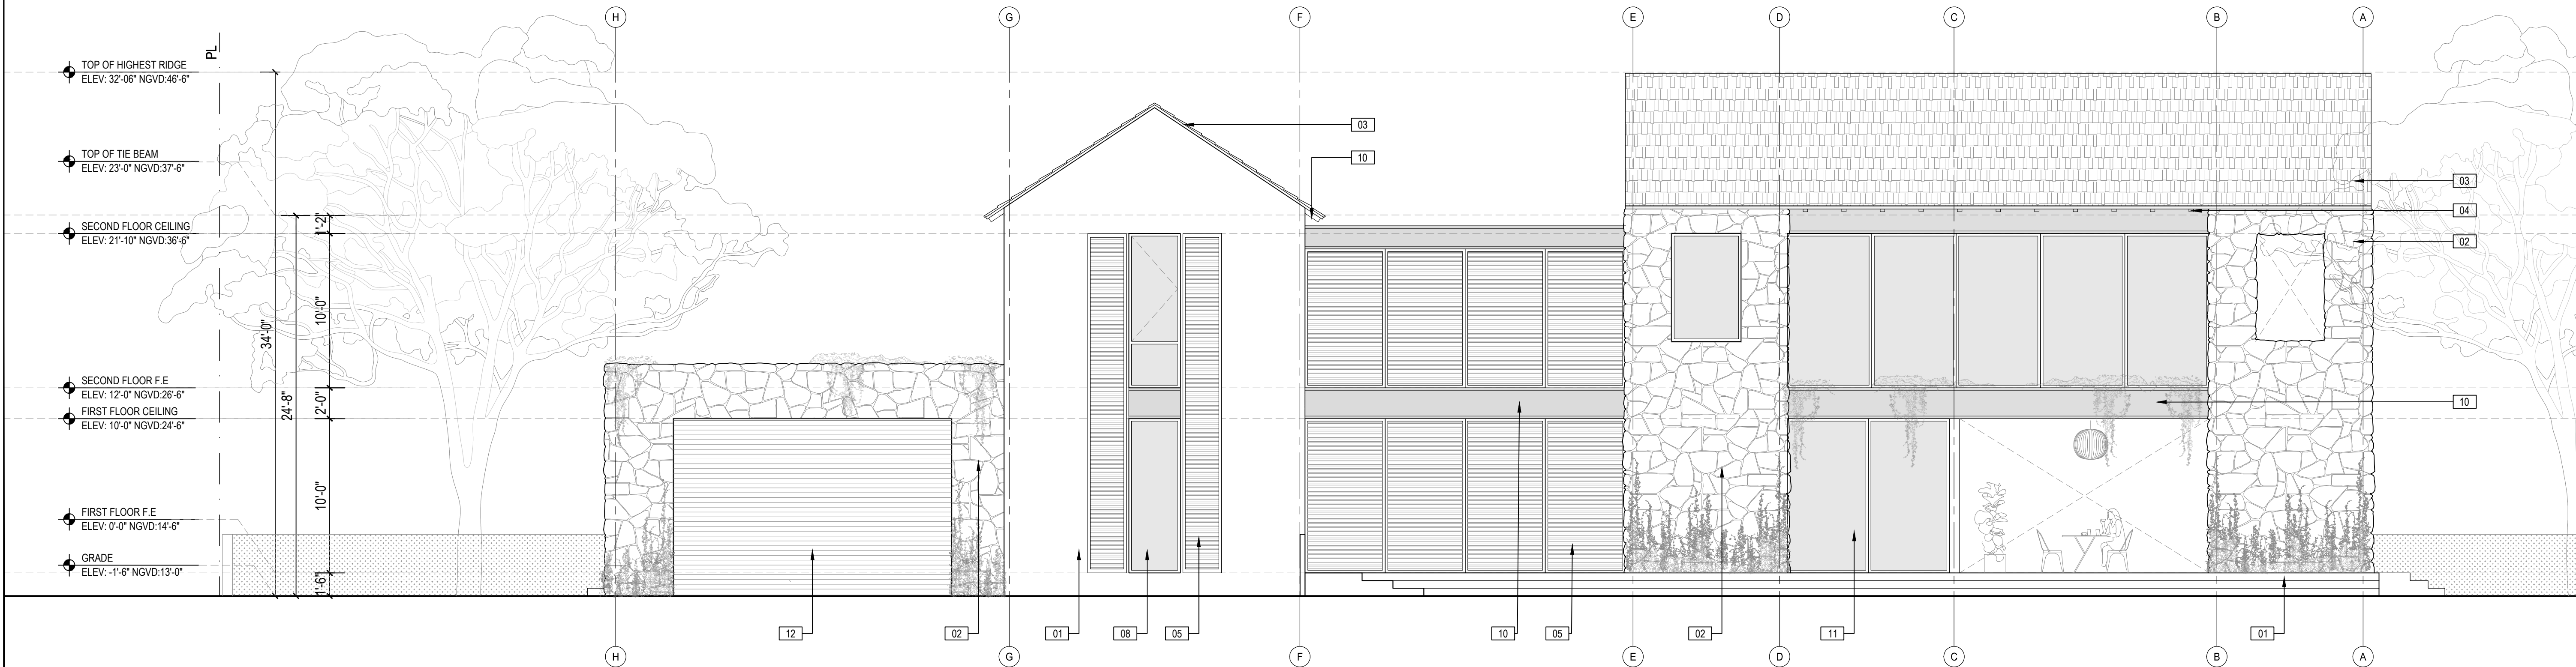 H
G
F
E
D
C
B
A
PL
TOP OF HIGHEST RIDGE
ELEV: 32'-06" NGVD:46'-6"
TOP OF TIE BEAM
ELEV: 23'-0" NGVD:37'-6"
SECOND FLOOR CEILING
ELEV: 21'-10" NGVD:36'-6"
SECOND FLOOR F.E
ELEV: 12'-0" NGVD:26'-6"
FIRST FLOOR CEILING
ELEV: 10'-0" NGVD:24'-6"
FIRST FLOOR F.E
ELEV: 0'-0" NGVD:14'-6"
GRADE
ELEV: -1'-6" NGVD:13'-0"
34'-0"
24'-8"
1'-2"
10'-0"
2'-0"
10'-0"
1'-6"
03
10
03
04
02
10
12
02
01
08
05
10
05
02
11
01
H
G
F
E
D
C
B
A